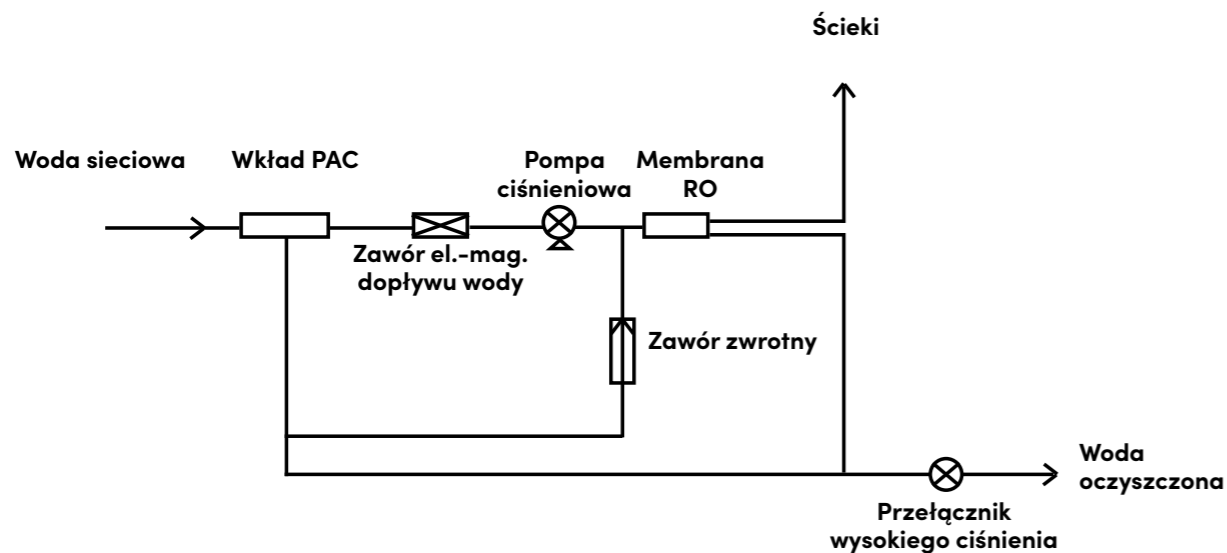 Ścieki
Woda sieciowa
Wkład PAC
Pompa
ciśnieniowa
Membrana
RO
Zawór el.-mag.
dopływu wody
Zawór zwrotny
Woda
oczyszczona
Przełącznik
wysokiego ciśnienia